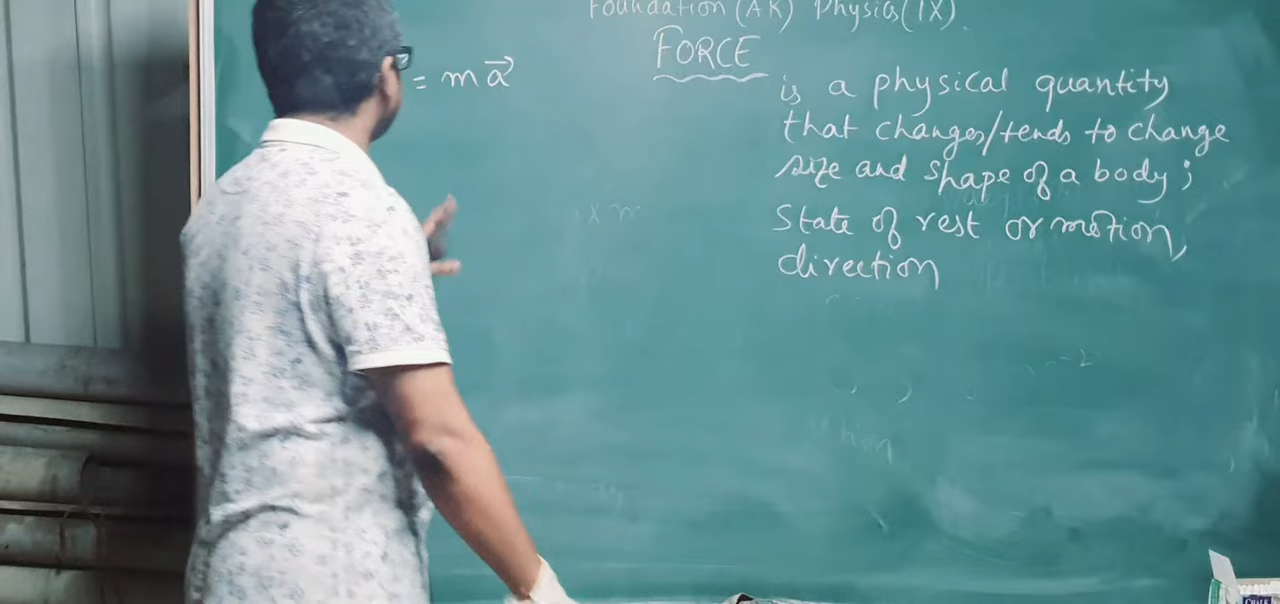 Foundation (AK) Physics (IX).
FORCE
= m a⃗
is a physical quantity
that changes/tends to change
size and shape of a body;
State of rest or motion,
direction
CHALK